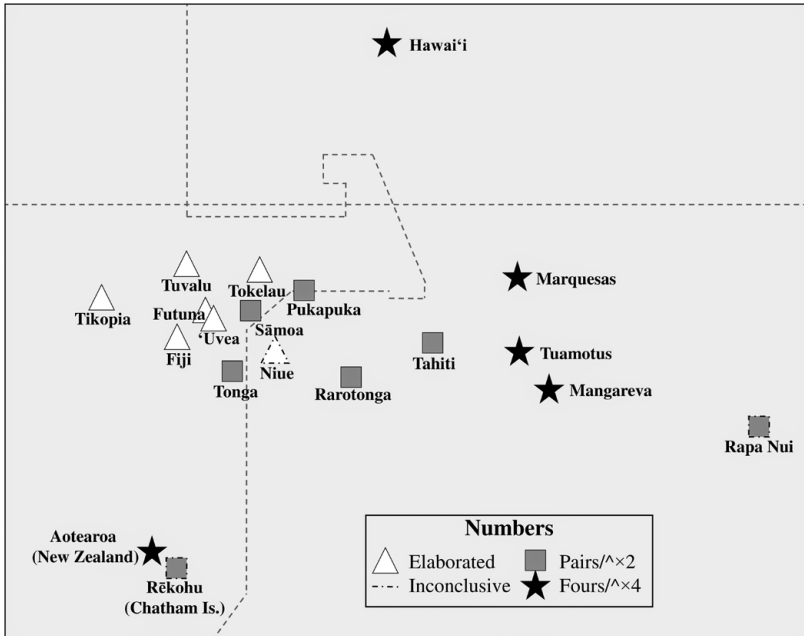 Hawai‘i
Marquesas
Tuvalu
Tokelau
Pukapuka
Tikopia
Futuna
Sāmoa
‘Uvea
Fiji
Niue
Tahiti
Tuamotus
Tonga
Rarotonga
Mangareva
Rapa Nui
Aotearoa
(New Zealand)
Rēkohu
(Chatham Is.)
Numbers
Elaborated
Pairs/^×2
Inconclusive
Fours/^×4